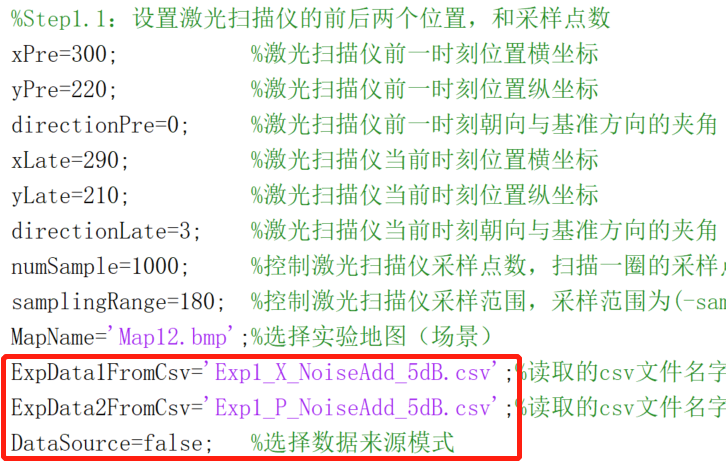 %Step1.1: 设置激光扫描仪的前后两个位置，和采样点数
xPre=300; %激光扫描仪前一时刻位置横坐标
yPre=220; %激光扫描仪前一时刻位置纵坐标
directionPre=0; %激光扫描仪前一时刻朝向与基准方向的夹角
xLate=290; %激光扫描仪当前时刻位置横坐标
yLate=210; %激光扫描仪当前时刻位置纵坐标
directionLate=3; %激光扫描仪当前时刻朝向与基准方向的夹角
numSample=1000; %控制激光扫描仪采样点数，扫描一圈的采样
samplingRange=180; %控制激光扫描仪采样范围，采样范围为(-sam
MapName='Map12.bmp';%选择实验地图（场景）
ExpData1FromCsv='Exp1_X_NoiseAdd_5dB.csv';%读取的csv文件名字
ExpData2FromCsv='Exp1_P_NoiseAdd_5dB.csv';%读取的csv文件名字
DataSource=false; %选择数据来源模式